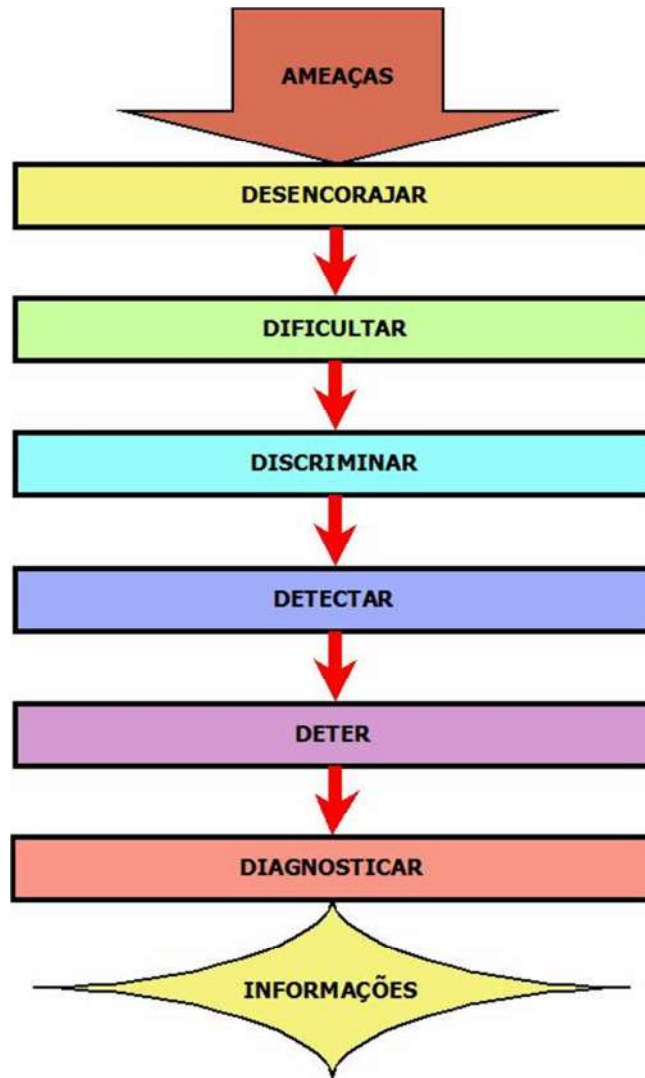 AMEAÇAS
DESENCORAJAR
DIFICULTAR
DISCRIMINAR
DETECTAR
DETER
DIAGNOSTICAR
INFORMAÇÕES